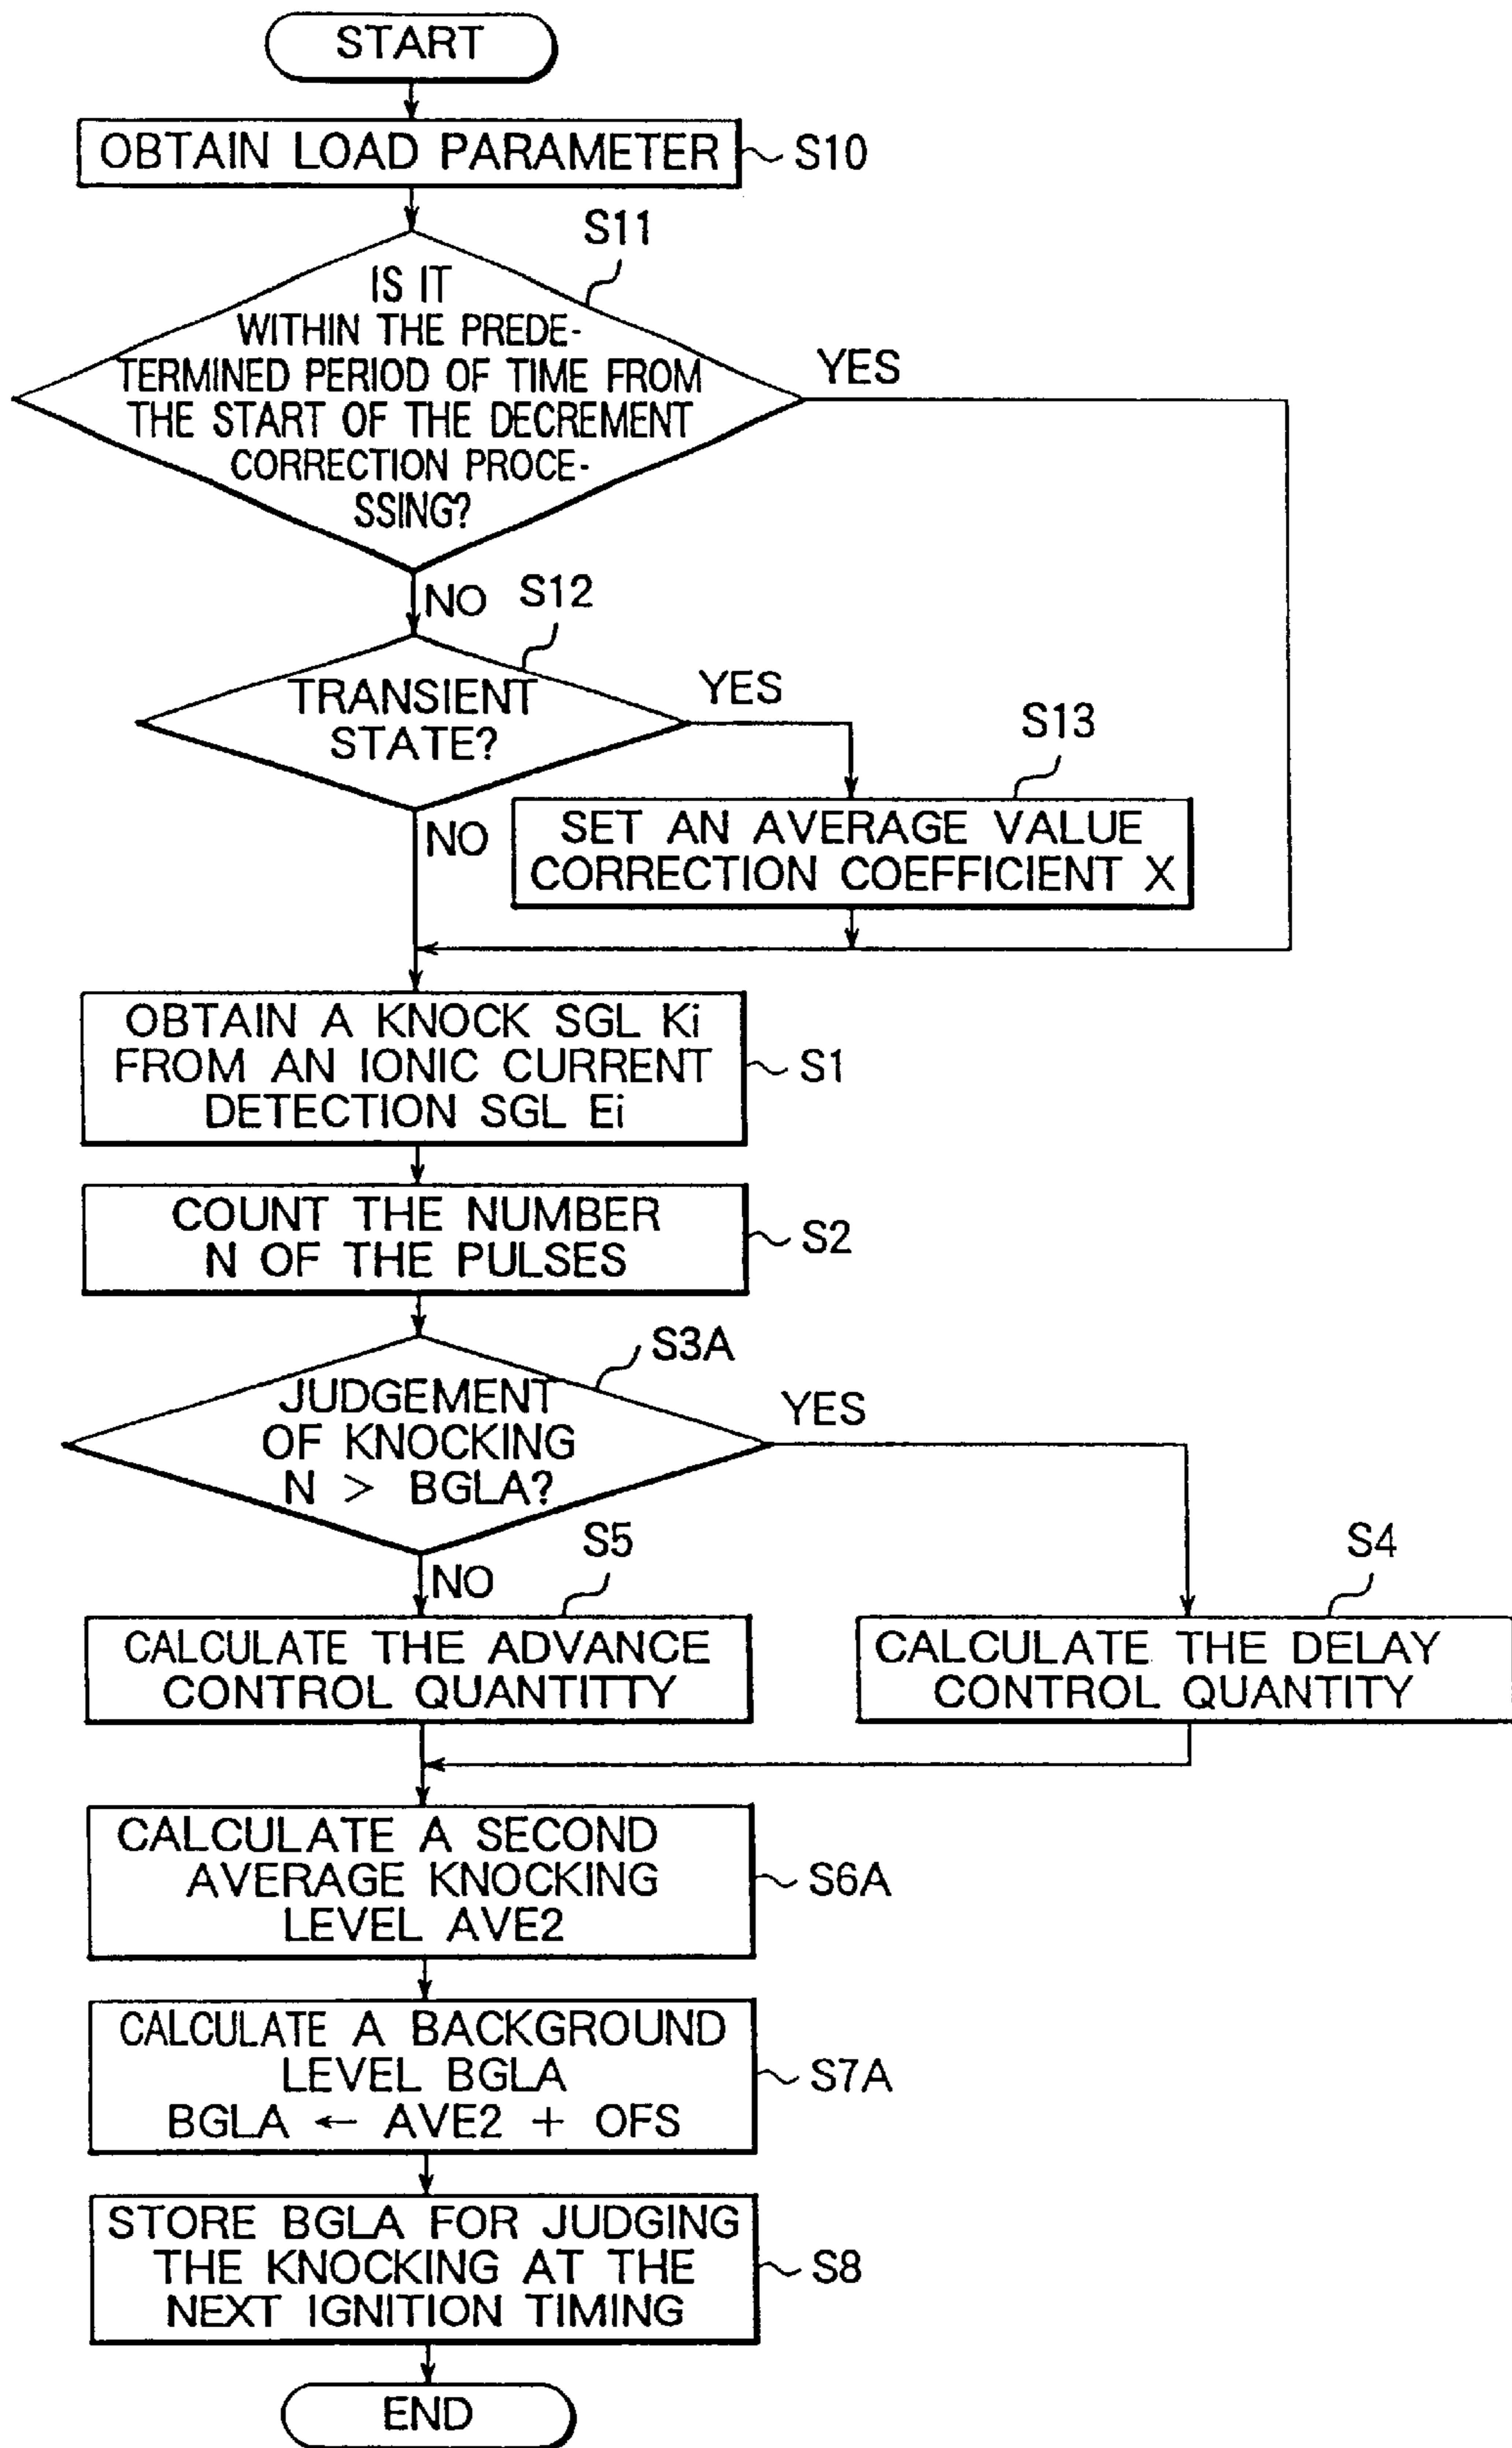 START
OBTAIN LOAD PARAMETER
S10
S11
IS IT
WITHIN THE PREDE-
TERMINED PERIOD OF TIME FROM
THE START OF THE DECREMENT
CORRECTION PROCE-
SSING?
YES
NO
S12
TRANSIENT
STATE?
YES
S13
SET AN AVERAGE VALUE
CORRECTION COEFFICIENT X
NO
OBTAIN A KNOCK SGL Ki
FROM AN IONIC CURRENT
DETECTION SGL Ei
S1
COUNT THE NUMBER
N OF THE PULSES
S2
S3A
JUDGEMENT
OF KNOCKING
N > BGLA?
YES
NO
S5
S4
CALCULATE THE ADVANCE
CONTROL QUANTITTY
CALCULATE THE DELAY
CONTROL QUANTITY
CALCULATE A SECOND
AVERAGE KNOCKING
LEVEL AVE2
S6A
CALCULATE A BACKGROUND
LEVEL BGLA
BGLA ← AVE2 + OFS
S7A
STORE BGLA FOR JUDGING
THE KNOCKING AT THE
NEXT IGNITION TIMING
S8
END